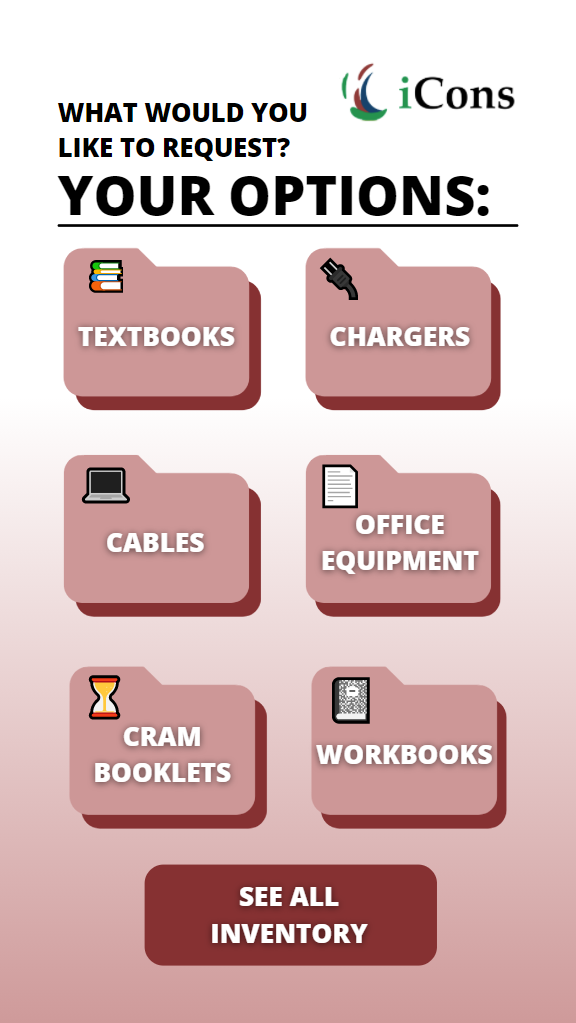 iCons
WHAT WOULD YOU
LIKE TO REQUEST?
YOUR OPTIONS:
TEXTBOOKS
CHARGERS
CABLES
OFFICE
EQUIPMENT
CRAM
BOOKLETS
WORKBOOKS
SEE ALL
INVENTORY